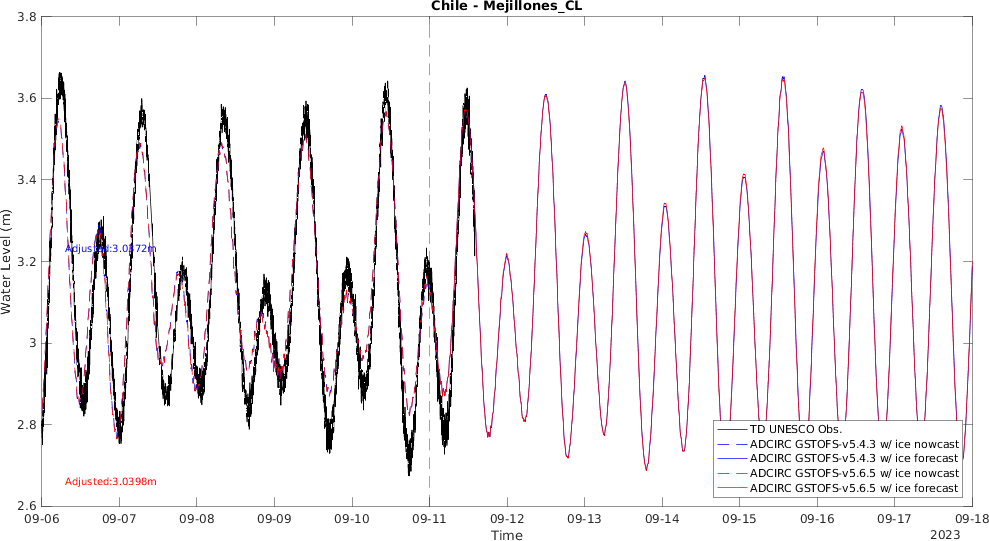 Chile - Mejillones_CL
3.8
3.6
3.4
3.2
3
2.8
2.6
Water Level (m)
Adjusted:3.0372m
Adjusted:3.0398m
TD UNESCO Obs.
ADCIRC GSTOFS-v5.4.3 w/ ice nowcast
ADCIRC GSTOFS-v5.4.3 w/ ice forecast
ADCIRC GSTOFS-v5.6.5 w/ ice nowcast
ADCIRC GSTOFS-v5.6.5 w/ ice forecast
09-06 09-07 09-08 09-09 09-10 09-11 09-12 09-13 09-14 09-15 09-16 09-17 09-18
Time
2023